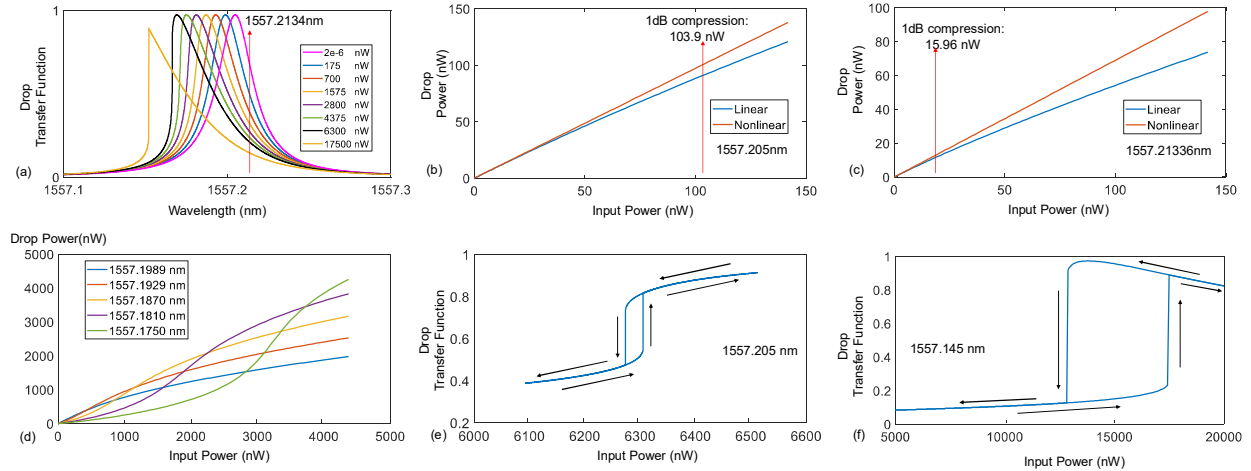 Drop
Transfer Function
1
0
1557.2134nm
2e-6 nW
175 nW
700 nW
1575 nW
2800 nW
4375 nW
6300 nW
17500 nW
(a)
1557.1
1557.2
1557.3
Wavelength (nm)
Drop
Power (nW)
150
100
50
0
1dB compression:
103.9 nW
Linear
Nonlinear
1557.205nm
(b)
0
50
100
150
Input Power (nW)
Drop
Power (nW)
100
80
60
40
20
0
1dB compression:
15.96 nW
Linear
Nonlinear
1557.21336nm
(c)
0
50
100
150
Input Power (nW)
Drop Power(nW)
5000
4000
3000
2000
1000
0
1557.1989 nm
1557.1929 nm
1557.1870 nm
1557.1810 nm
1557.1750 nm
(d)
0
1000
2000
3000
4000
5000
Input Power (nW)
Drop
Transfer Function
1
0.8
0.6
0.4
0.2
1557.205 nm
(e)
6000
6100
6200
6300
6400
6500
6600
Input Power (nW)
Drop
Transfer Function
1
0.8
0.6
0.4
0.2
0
1557.145 nm
(f)
5000
10000
15000
20000
Input Power (nW)